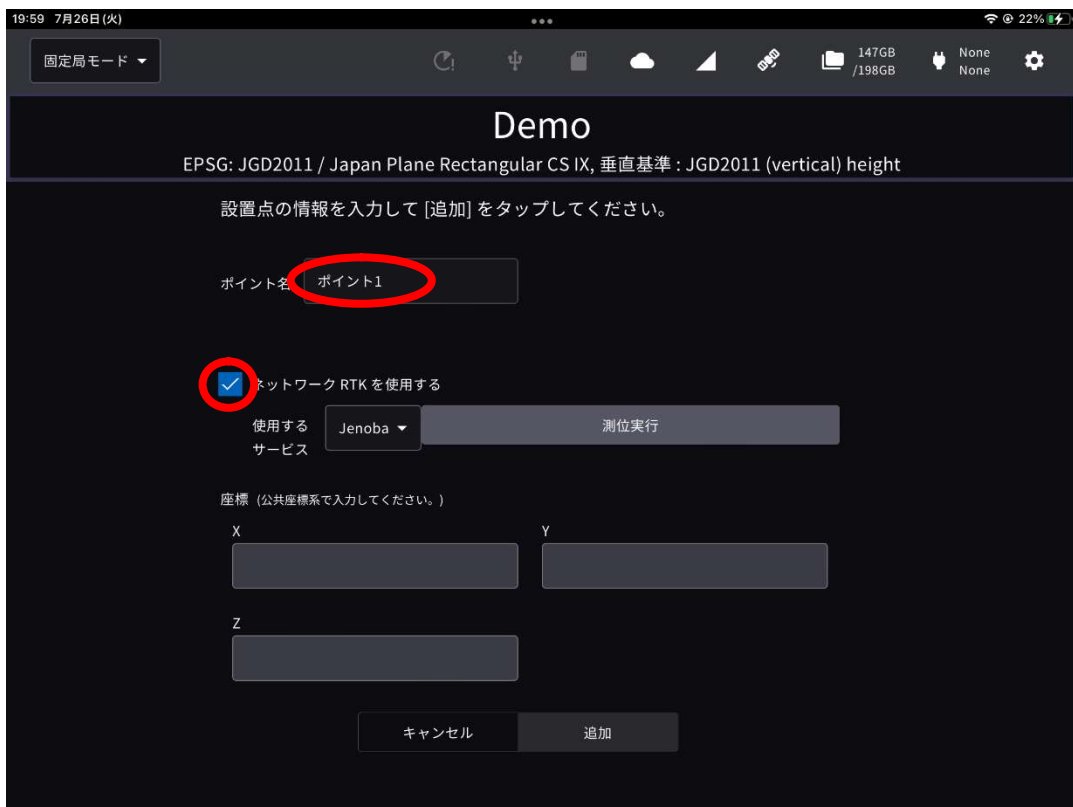 19:59 7月26日(火)
22%
固定局モード
147GB
/198GB
None
None
Demo
EPSG: JGD2011 / Japan Plane Rectangular CS IX, 垂直基準 : JGD2011 (vertical) height
設置点の情報を入力して [追加] をタップしてください。
ポイント名 ポイント1
ネットワーク RTK を使用する
使用する
サービス
Jenoba
測位実行
座標 (公共座標系で入力してください。)
X Y
Z
キャンセル 追加